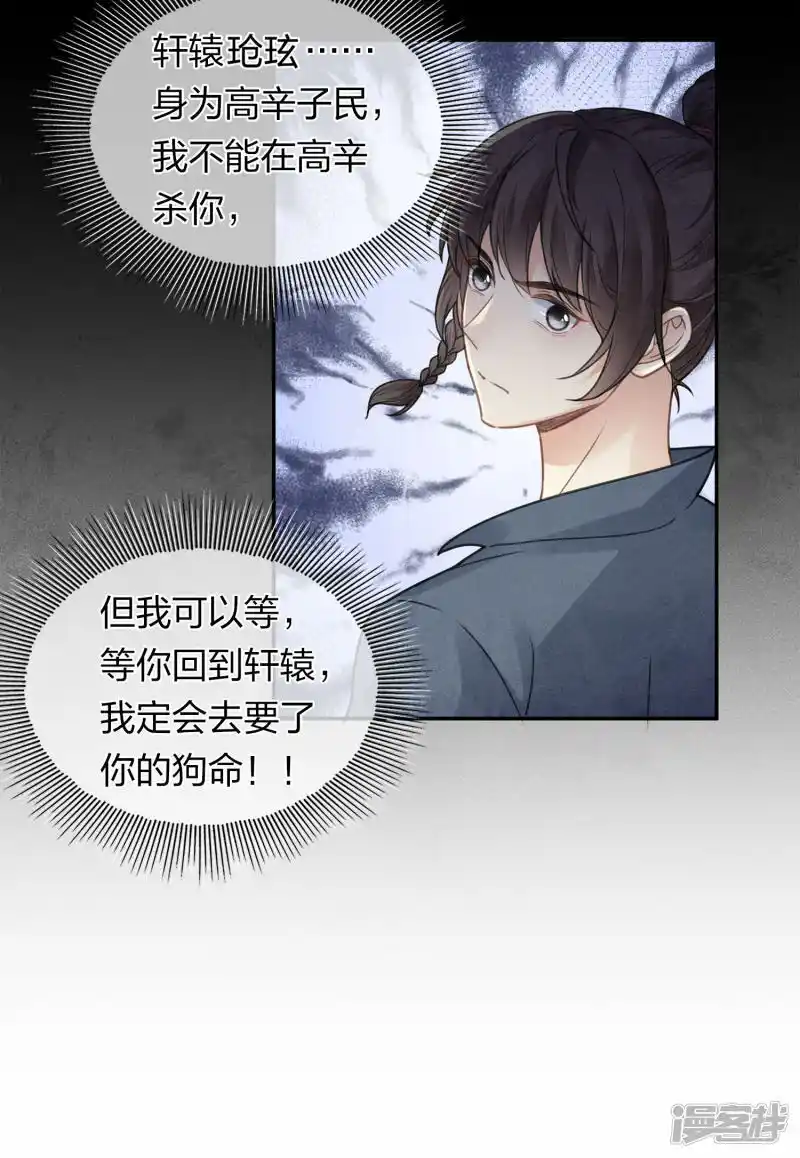 轩辕玱玹……
身为高辛子民，
我不能在高辛
杀你，
但我可以等，
等你回到轩辕，
我定会去要了
你的狗命！！
漫客栈